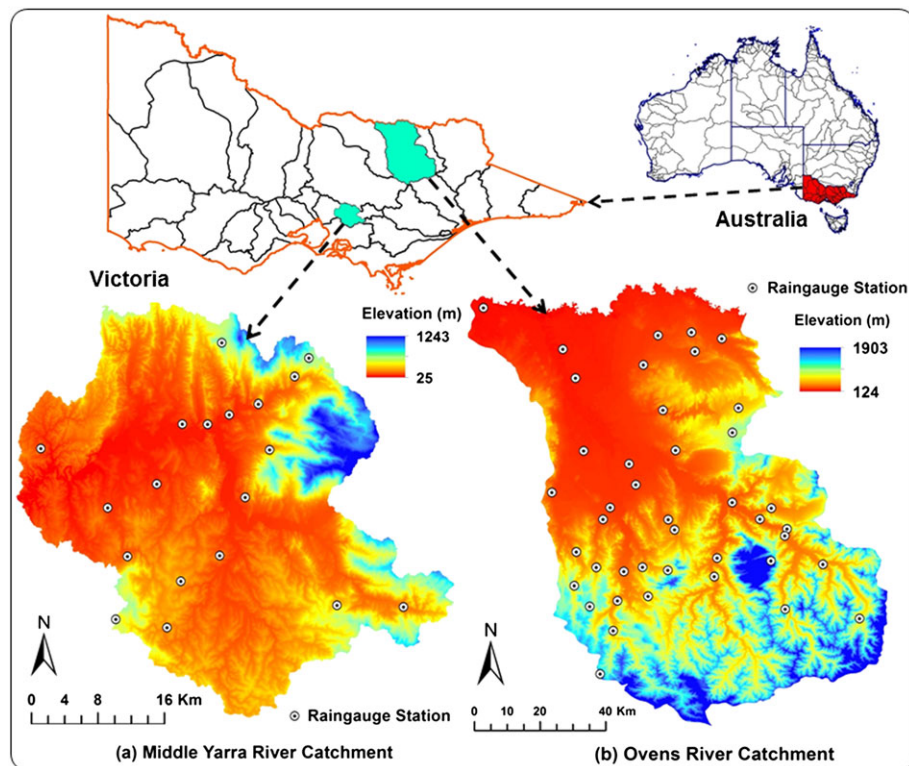 Australia
Victoria
Raingauge Station
Elevation (m)
1243
25
Elevation (m)
1903
124
N
0 4 8 16 Km
Raingauge Station
N
0 10 20 40 Km
(a) Middle Yarra River Catchment
(b) Ovens River Catchment